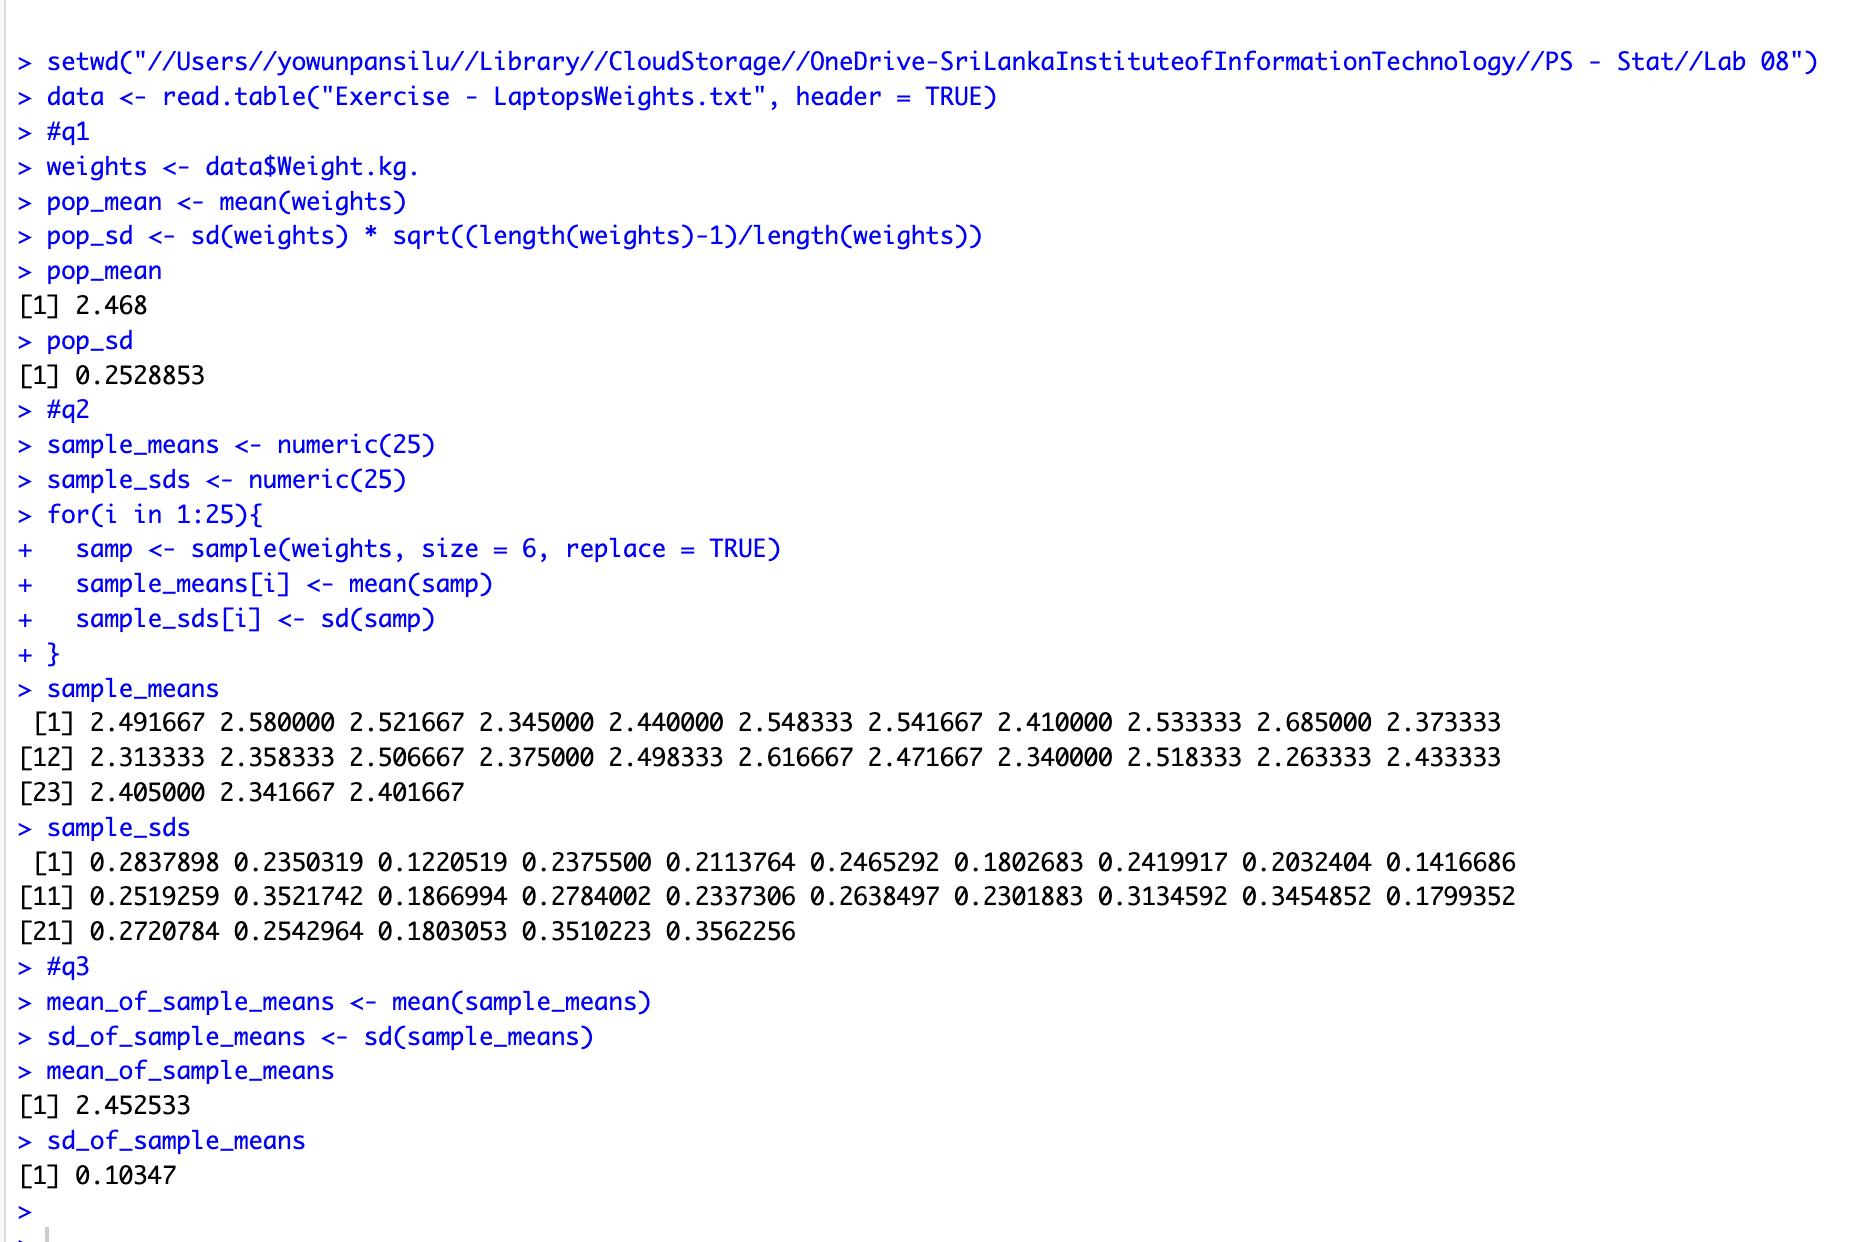 > setwd("//Users//yowunpansilu//Library//CloudStorage//OneDrive-SriLankaInstituteofInformationTechnology//PS - Stat//Lab 08")
> data <- read.table("Exercise - LaptopsWeights.txt", header = TRUE)
> #q1
> weights <- data$Weight.kg.
> pop_mean <- mean(weights)
> pop_sd <- sd(weights) * sqrt((length(weights)-1)/length(weights))
> pop_mean
[1] 2.468
> pop_sd
[1] 0.2528853
> #q2
> sample_means <- numeric(25)
> sample_sds <- numeric(25)
> for(i in 1:25){
+   samp <- sample(weights, size = 6, replace = TRUE)
+   sample_means[i] <- mean(samp)
+   sample_sds[i] <- sd(samp)
+ }
> sample_means
 [1] 2.491667 2.580000 2.521667 2.345000 2.440000 2.548333 2.541667 2.410000 2.533333 2.685000 2.373333
[12] 2.313333 2.358333 2.506667 2.375000 2.498333 2.616667 2.471667 2.340000 2.518333 2.263333 2.433333
[23] 2.405000 2.341667 2.401667
> sample_sds
 [1] 0.2837898 0.2350319 0.1220519 0.2375500 0.2113764 0.2465292 0.1802683 0.2419917 0.2032404 0.1416686
[11] 0.2519259 0.3521742 0.1866994 0.2784002 0.2337306 0.2638497 0.2301883 0.3134592 0.3454852 0.1799352
[21] 0.2720784 0.2542964 0.1803053 0.3510223 0.3562256
> #q3
> mean_of_sample_means <- mean(sample_means)
> sd_of_sample_means <- sd(sample_means)
> mean_of_sample_means
[1] 2.452533
> sd_of_sample_means
[1] 0.10347
>